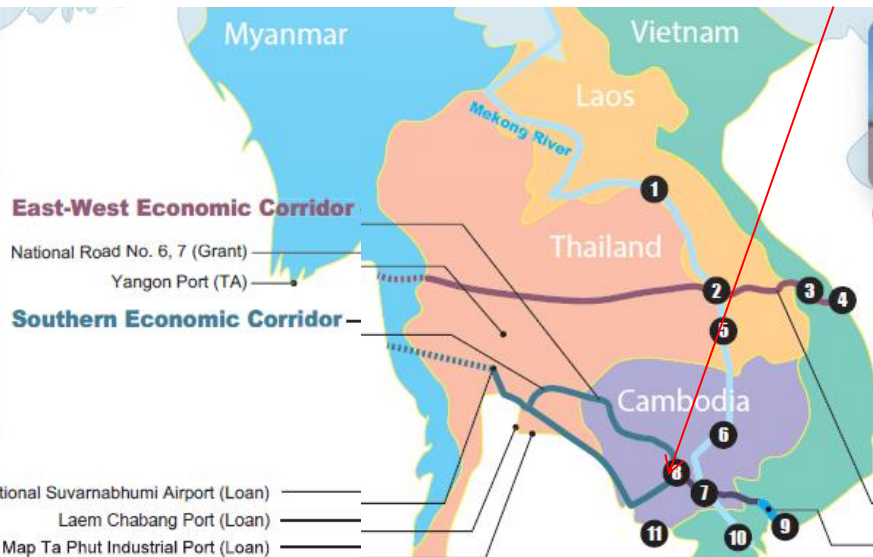 Myanmar
Vietnam
Laos
Mekong River
1
East-West Economic Corridor
National Road No. 6, 7 (Grant)
Thailand
Yangon Port (TA)
2
3
4
Southern Economic Corridor
5
Cambodia
6
8
7
tional Suvarnabhumi Airport (Loan)
Laem Chabang Port (Loan)
9
11
10
Map Ta Phut Industrial Port (Loan)